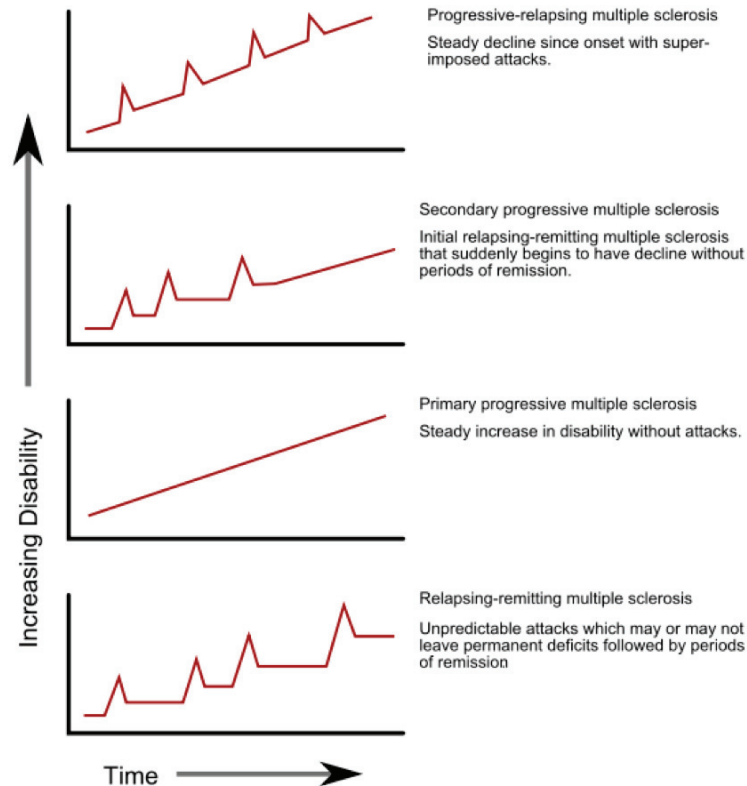 Progressive-relapsing multiple sclerosis
Steady decline since onset with super-
imposed attacks.
Secondary progressive multiple sclerosis
Initial relapsing-remitting multiple sclerosis
that suddenly begins to have decline without
periods of remission.
Primary progressive multiple sclerosis
Steady increase in disability without attacks.
Relapsing-remitting multiple sclerosis
Unpredictable attacks which may or may not
leave permanent deficits followed by periods
of remission
Increasing Disability
Time